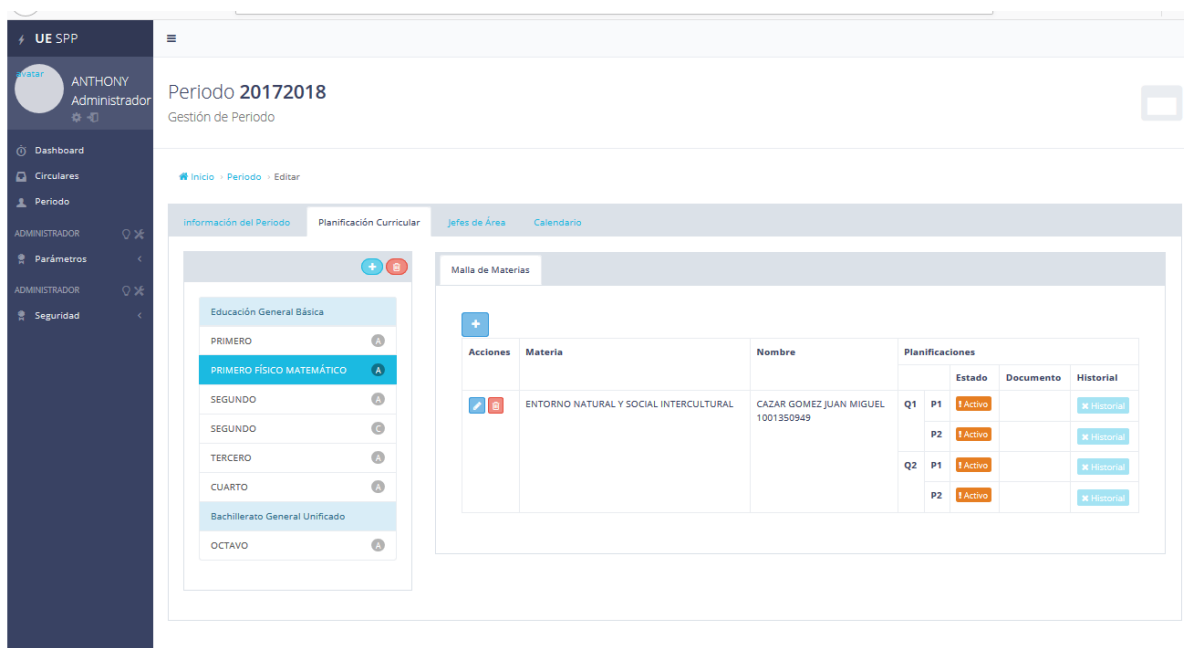 UE SPP
avatar
ANTHONY
Administrador
Dashboard
Circulares
Periodo
ADMINISTRADOR
Parámetros
ADMINISTRADOR
Seguridad
Periodo 20172018
Gestión de Periodo
Inicio › Periodo › Editar
información del Periodo Planificación Curricular Jefes de Área Calendario
Educación General Básica
PRIMERO A
PRIMERO FÍSICO MATEMÁTICO A
SEGUNDO A
SEGUNDO C
TERCERO A
CUARTO A
Bachillerato General Unificado
OCTAVO A
Malla de Materias
Acciones Materia Nombre Planificaciones
Estado Documento Historial
ENTORNO NATURAL Y SOCIAL INTERCULTURAL CAZAR GOMEZ JUAN MIGUEL Q1 P1 ! Activo Historial
1001350949
P2 ! Activo Historial
Q2 P1 ! Activo Historial
P2 ! Activo Historial